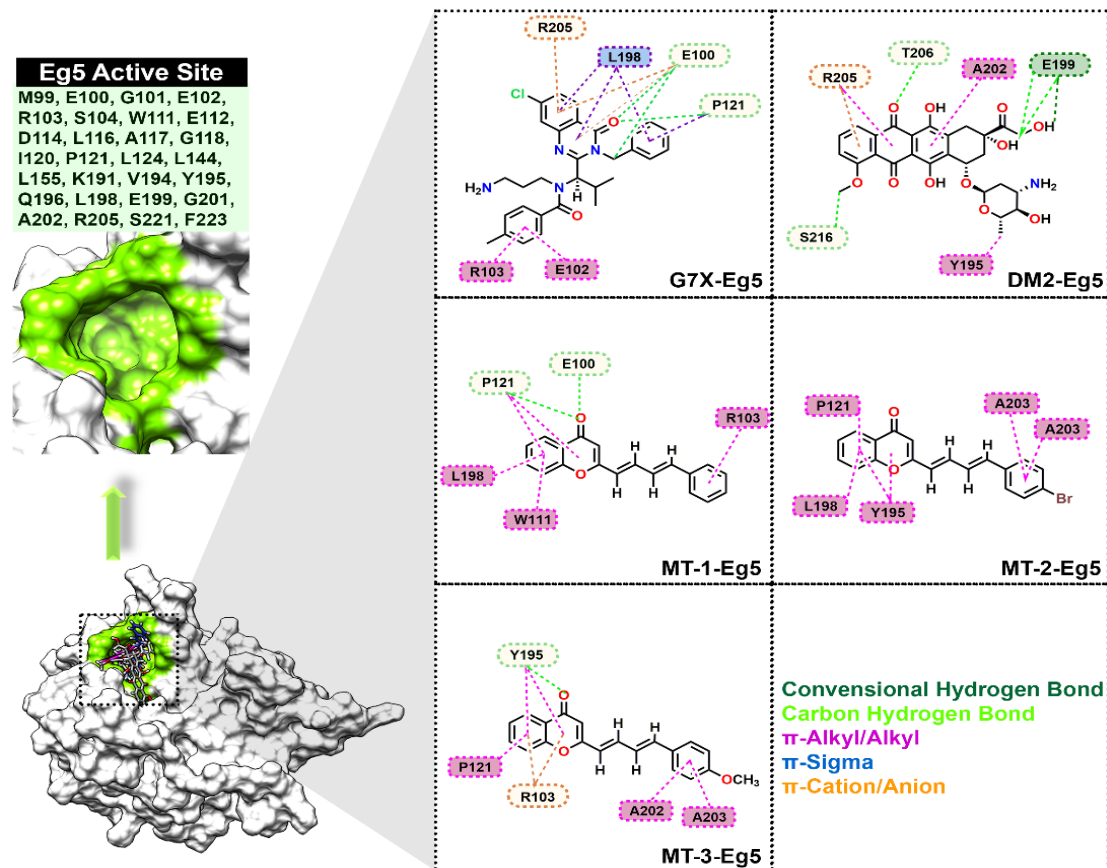 Eg5 Active Site
M99, E100, G101, E102,
R103, S104, W111, E112,
D114, L116, A117, G118,
I120, P121, L124, L144,
L155, K191, V194, Y195,
Q196, L198, E199, G201,
A202, R205, S221, F223
R205
L198
E100
P121
Cl
O
N
N
H2N
N
H
O
R103
E102
G7X-Eg5
T206
R205
A202
E199
O
OH
O
OH
OH
O
O
OH
O
NH2
O
OH
S216
Y195
DM2-Eg5
E100
P121
R103
O
H
H
O
H
H
L198
W111
MT-1-Eg5
P121
A203
A203
O
H
H
O
H
H
Br
L198
Y195
MT-2-Eg5
Y195
O
H
H
O
H
H
OCH3
P121
R103
A202
A203
MT-3-Eg5
Convensional Hydrogen Bond
Carbon Hydrogen Bond
π-Alkyl/Alkyl
π-Sigma
π-Cation/Anion